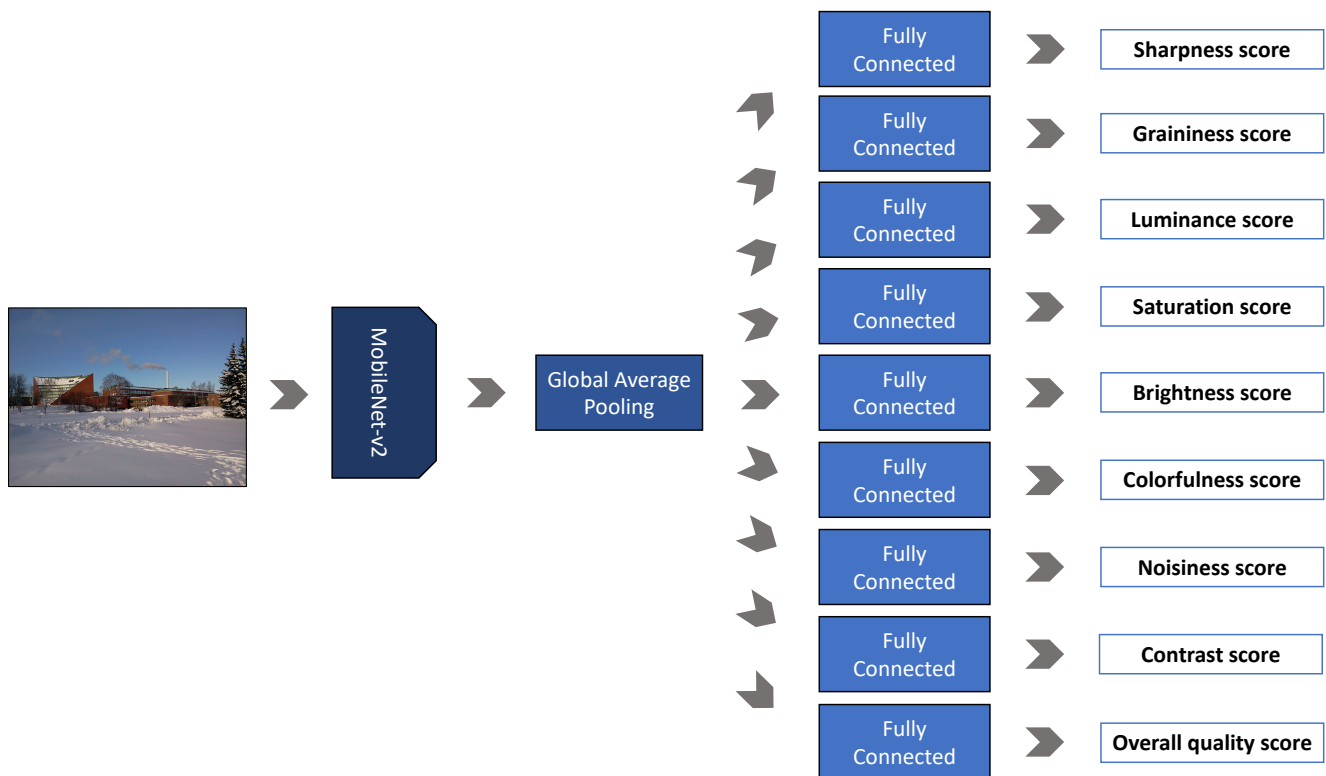 MobileNet-v2
Global Average
Pooling
Fully
Connected
Sharpness score
Fully
Connected
Graininess score
Fully
Connected
Luminance score
Fully
Connected
Saturation score
Fully
Connected
Brightness score
Fully
Connected
Colorfulness score
Fully
Connected
Noisiness score
Fully
Connected
Contrast score
Fully
Connected
Overall quality score